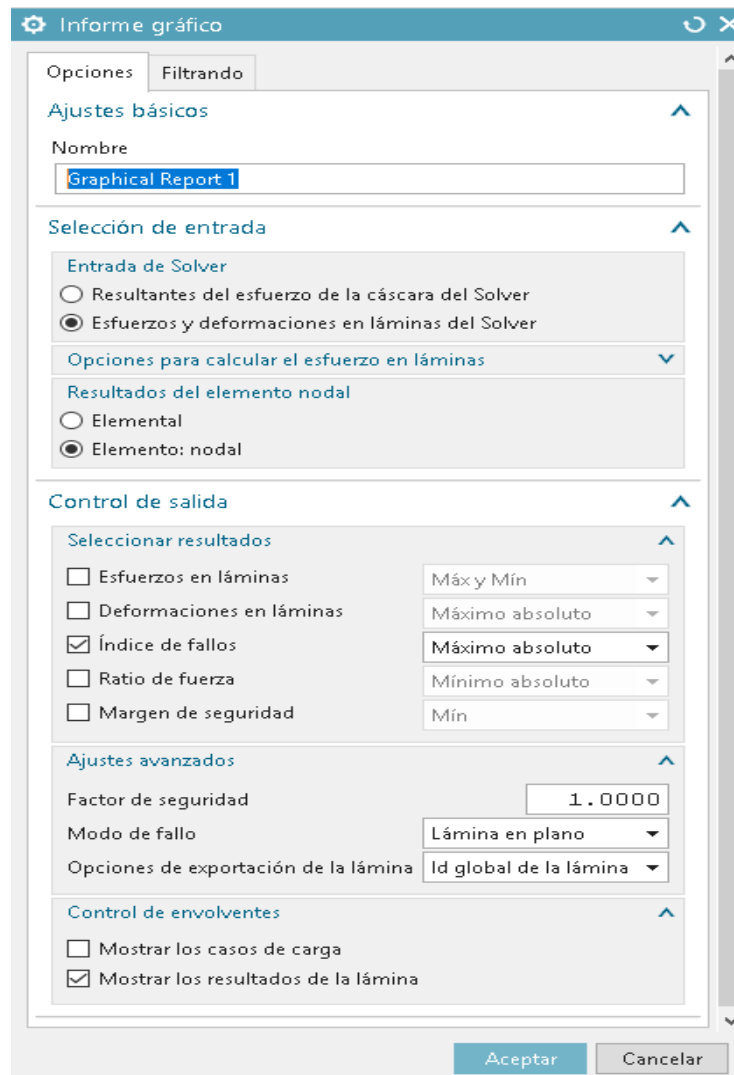 Informe gráfico
Opciones Filtrando
Ajustes básicos
Nombre
Graphical Report 1
Selección de entrada
Entrada de Solver
Resultantes del esfuerzo de la cáscara del Solver
Esfuerzos y deformaciones en láminas del Solver
Opciones para calcular el esfuerzo en láminas
Resultados del elemento nodal
Elemental
Elemento: nodal
Control de salida
Seleccionar resultados
Esfuerzos en láminas Máx y Mín
Deformaciones en láminas Máximo absoluto
Índice de fallos Máximo absoluto
Ratio de fuerza Mínimo absoluto
Margen de seguridad Mín
Ajustes avanzados
Factor de seguridad 1.0000
Modo de fallo Lámina en plano
Opciones de exportación de la lámina Id global de la lámina
Control de envolventes
Mostrar los casos de carga
Mostrar los resultados de la lámina
Aceptar Cancelar